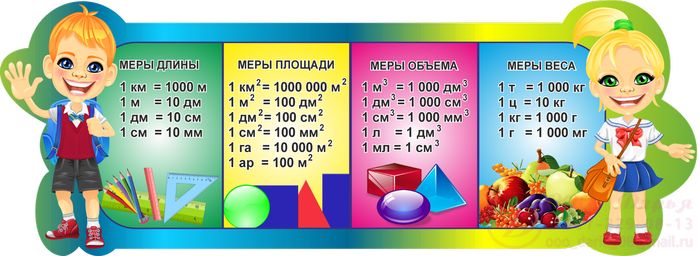 МЕРЫ ДЛИНЫ
1 км = 1000 м
1 м = 10 дм
1 дм = 10 см
1 см = 10 мм
МЕРЫ ПЛОЩАДИ
1 км² = 1000 000 м²
1 м² = 100 дм²
1 дм² = 100 см²
1 см² = 100 мм²
1 га = 10 000 м²
1 ар = 100 м²
МЕРЫ ОБЪЕМА
1 м³ = 1 000 дм³
1 дм³ = 1 000 см³
1 см³ = 1 000 мм³
1 л = 1 дм³
1 мл = 1 см³
МЕРЫ ВЕСА
1 т = 1 000 кг
1 ц = 10 кг
1 кг = 1 000 г
1 г = 1 000 мг